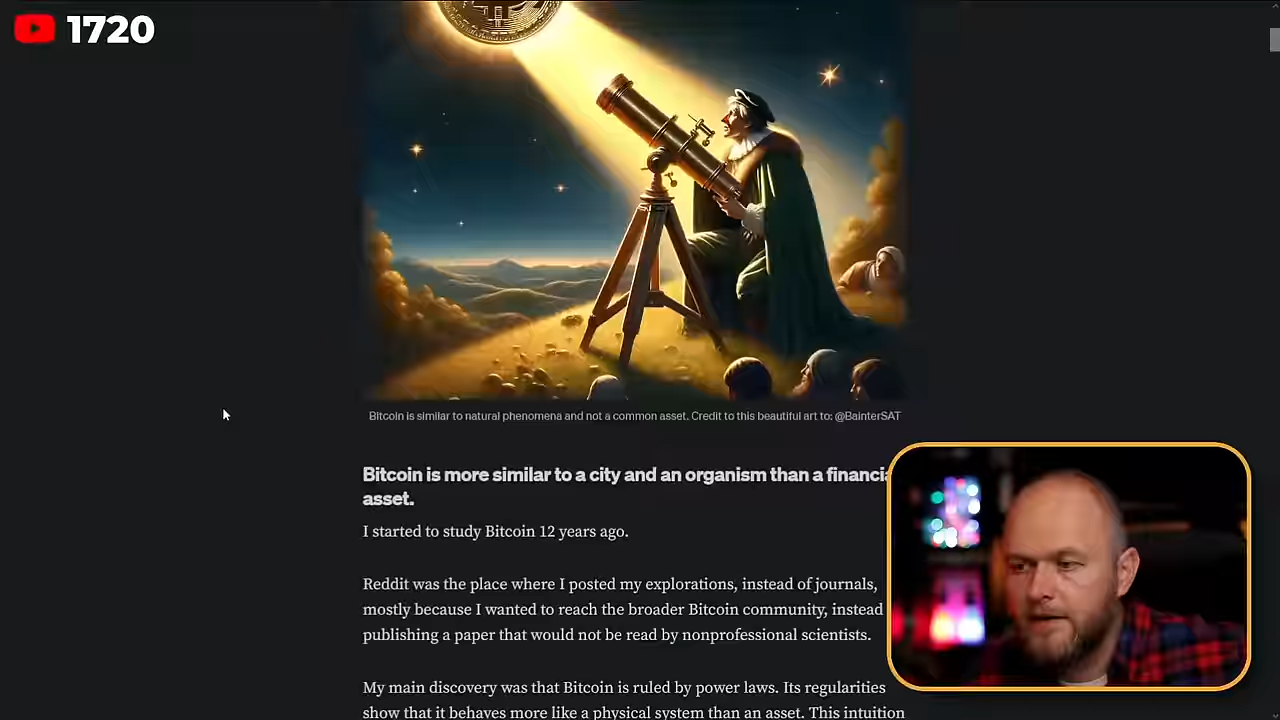 1720
Bitcoin is similar to natural phenomena and not a common asset. Credit to this beautiful art to: @BainterSAT
Bitcoin is more similar to a city and an organism than a financia
asset.
I started to study Bitcoin 12 years ago.
Reddit was the place where I posted my explorations, instead of journals,
mostly because I wanted to reach the broader Bitcoin community, instead
publishing a paper that would not be read by nonprofessional scientists.
My main discovery was that Bitcoin is ruled by power laws. Its regularities
show that it behaves more like a physical system than an asset. This intuition